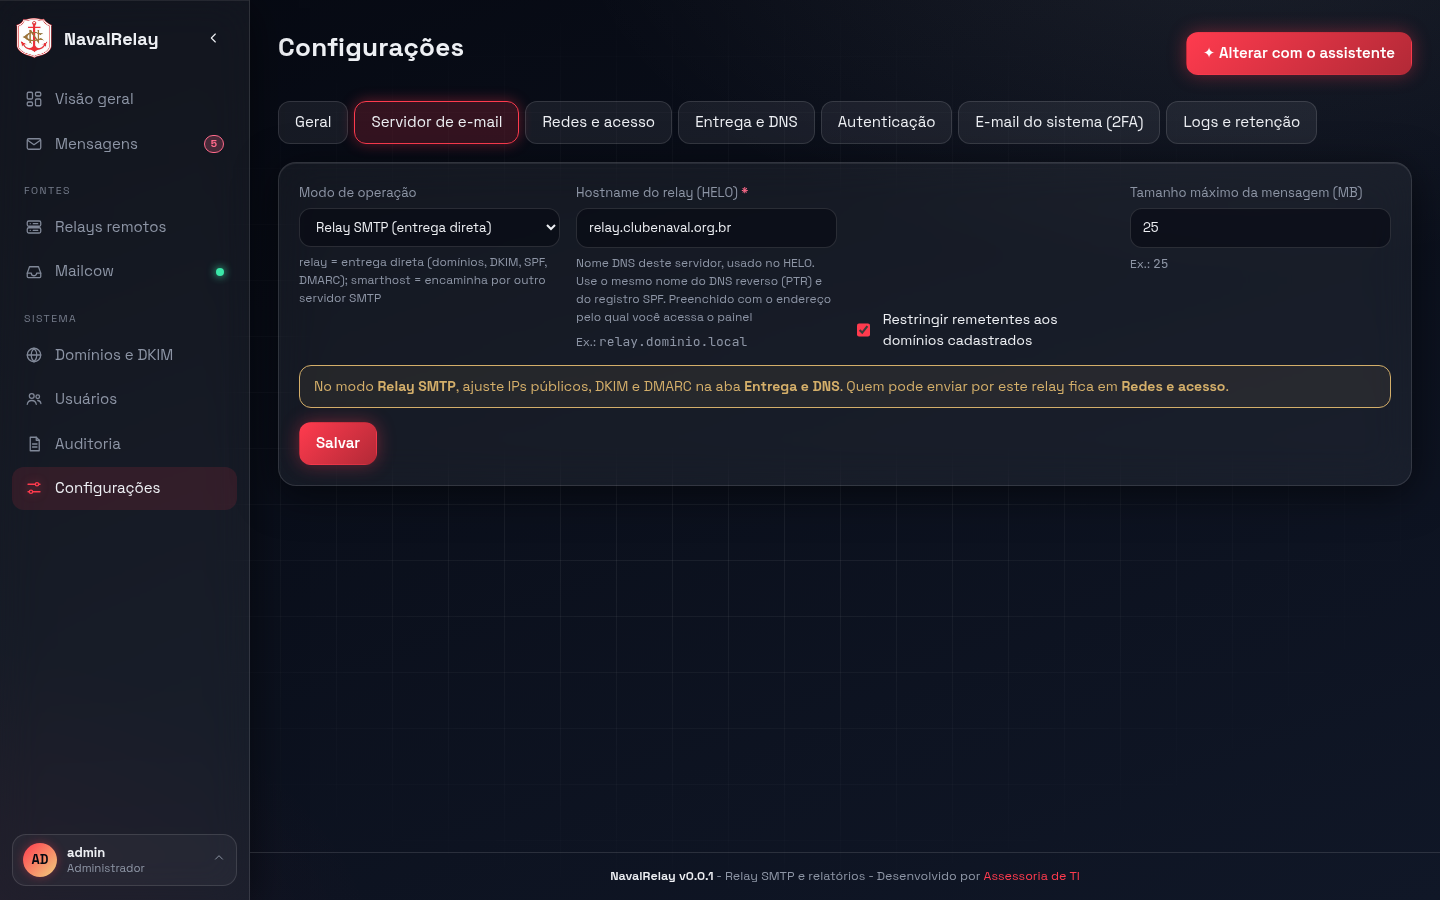 NavalRelay
Visão geral
Mensagens 5
FONTES
Relays remotos
Mailcow
SISTEMA
Domínios e DKIM
Usuários
Auditoria
Configurações
AD
admin
Administrador
Configurações
✦ Alterar com o assistente
Geral
Servidor de e-mail
Redes e acesso
Entrega e DNS
Autenticação
E-mail do sistema (2FA)
Logs e retenção
Modo de operação
Relay SMTP (entrega direta)
relay = entrega direta (domínios, DKIM, SPF,
DMARC); smarthost = encaminha por outro
servidor SMTP
Hostname do relay (HELO) *
relay.clubenaval.org.br
Nome DNS deste servidor, usado no HELO.
Use o mesmo nome do DNS reverso (PTR) e
do registro SPF. Preenchido com o endereço
pelo qual você acessa o painel
Ex.: relay.dominio.local
Restringir remetentes aos
domínios cadastrados
Tamanho máximo da mensagem (MB)
25
Ex.: 25
No modo Relay SMTP, ajuste IPs públicos, DKIM e DMARC na aba Entrega e DNS. Quem pode enviar por este relay fica em Redes e acesso.
Salvar
NavalRelay v0.0.1 - Relay SMTP e relatórios - Desenvolvido por Assessoria de TI